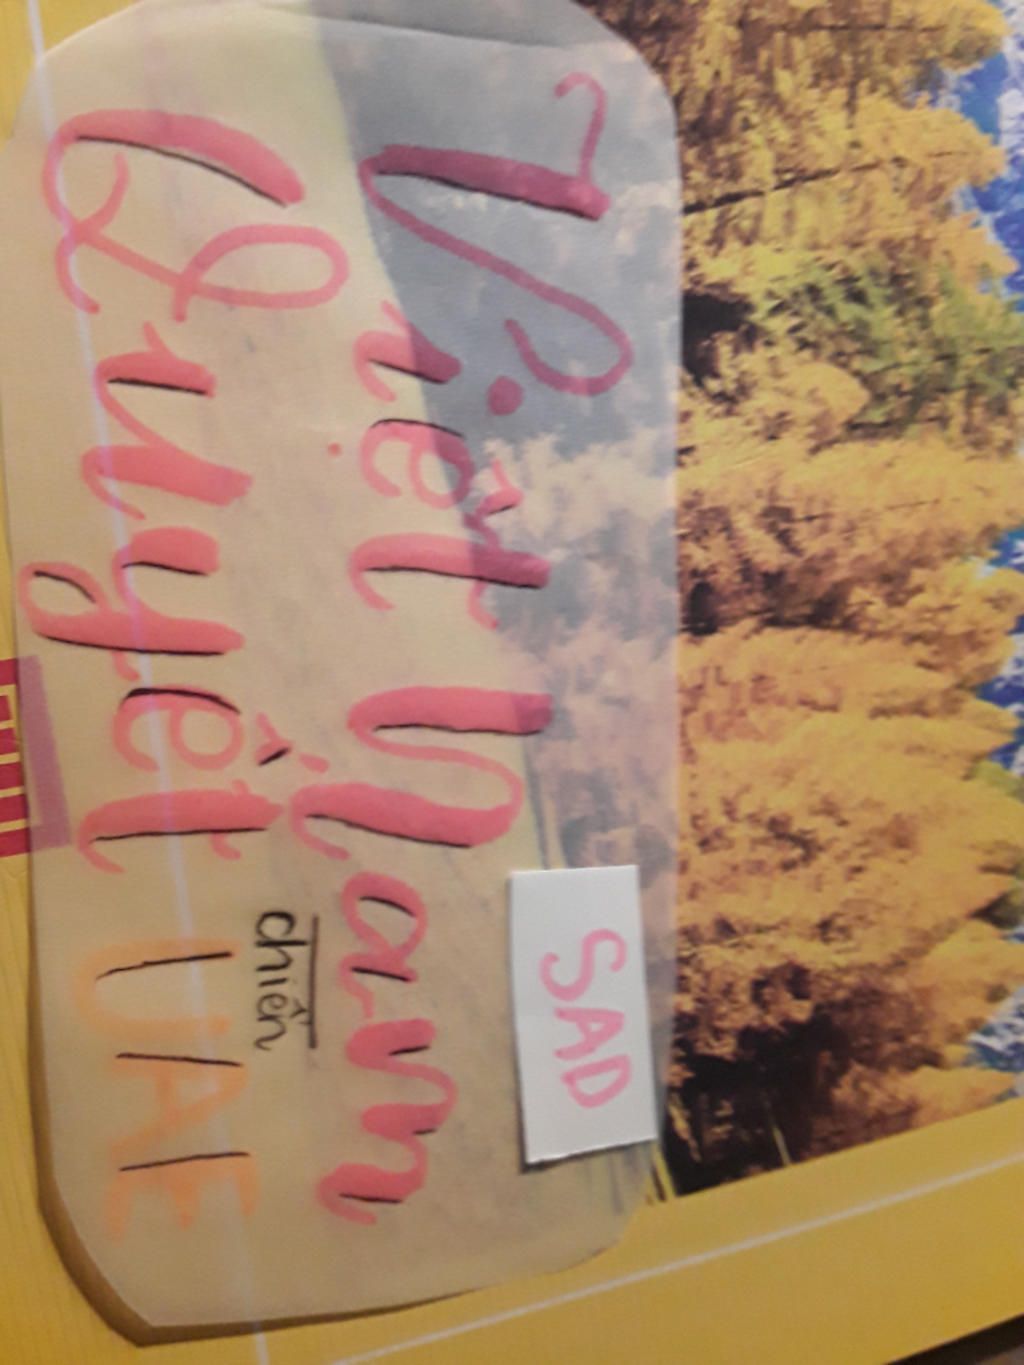 SAD
Việt Nam
chiến
Quyết UAE